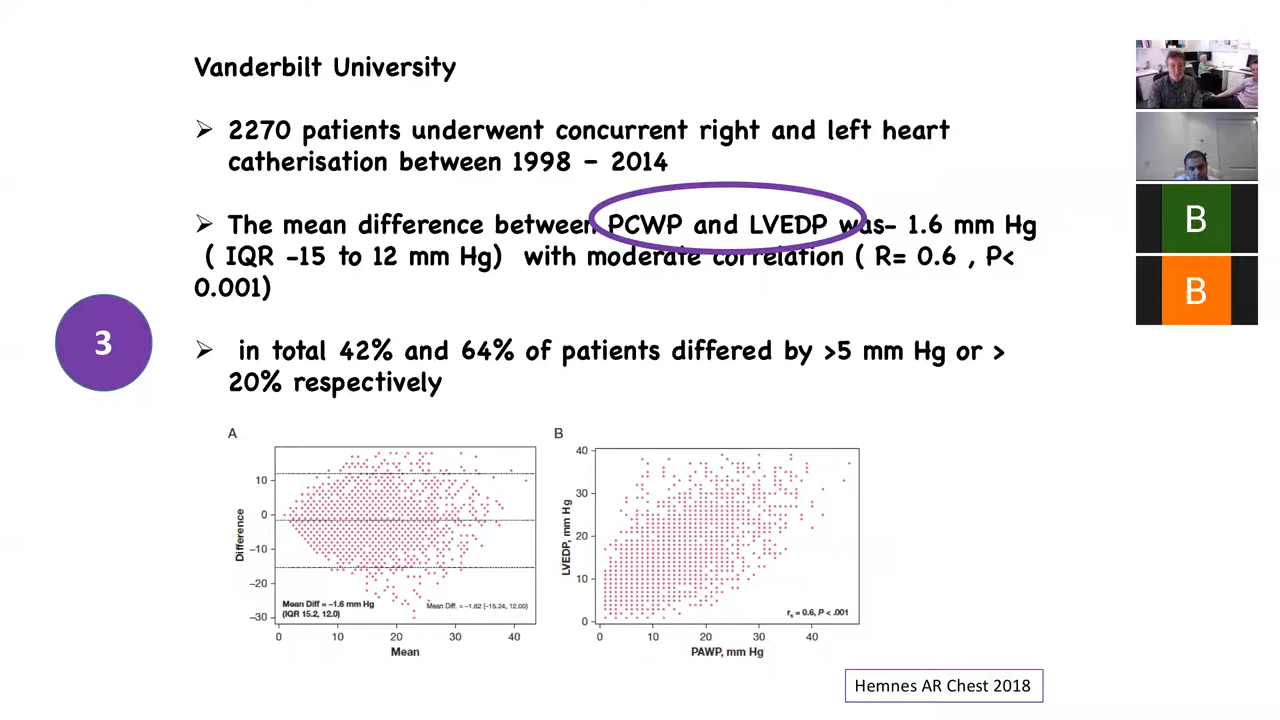 Vanderbilt University
➢ 2270 patients underwent concurrent right and left heart
catherisation between 1998 – 2014
➢ The mean difference between PCWP and LVEDP was- 1.6 mm Hg
( IQR -15 to 12 mm Hg) with moderate correlation ( R= 0.6 , P<
0.001)
3
➢ in total 42% and 64% of patients differed by >5 mm Hg or >
20% respectively
A
Difference
10
0
–10
–20
–30
Mean Diff = –1.6 mm Hg
(IQR 15.2, 12.0)
Mean Diff. = –1.62 (–15.24, 12.00)
0 10 20 30 40
Mean
B
LVEDP, mm Hg
40
30
20
10
0
rs = 0.6, P < .001
0 10 20 30 40
PAWP, mm Hg
Hemnes AR Chest 2018
B
B